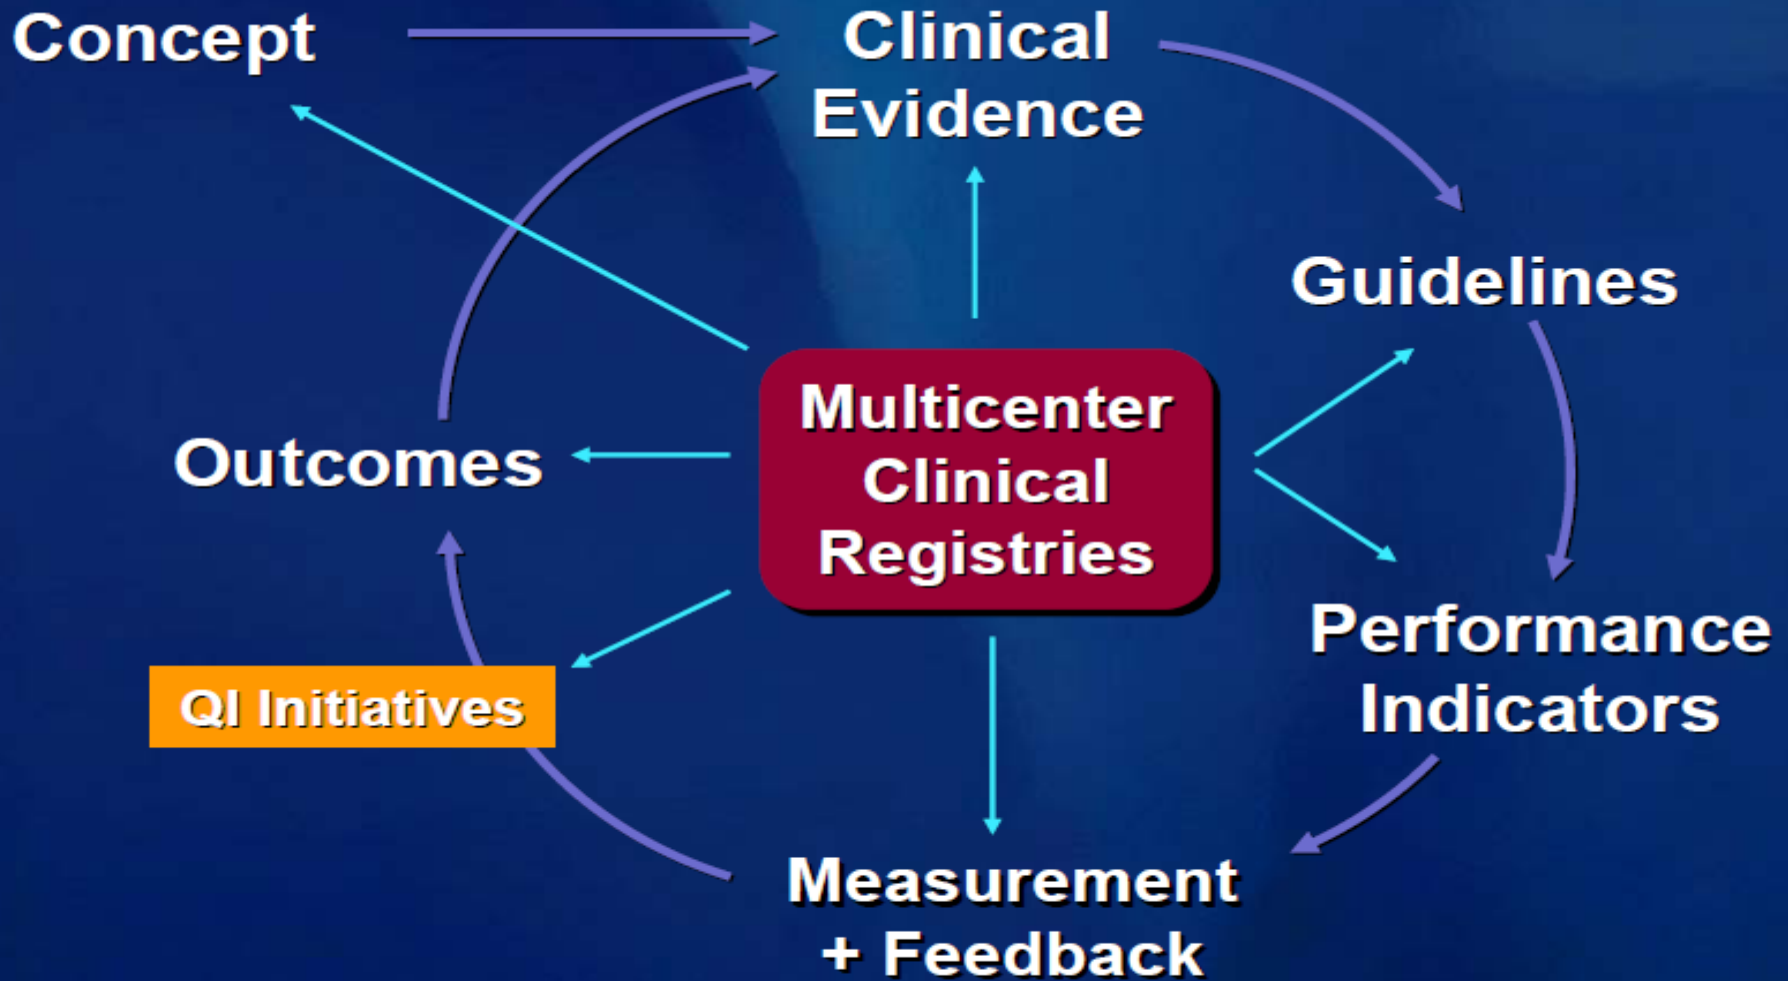 Concept
Clinical
Evidence
Guidelines
Multicenter
Clinical
Registries
Outcomes
Performance
Indicators
QI Initiatives
Measurement
+ Feedback